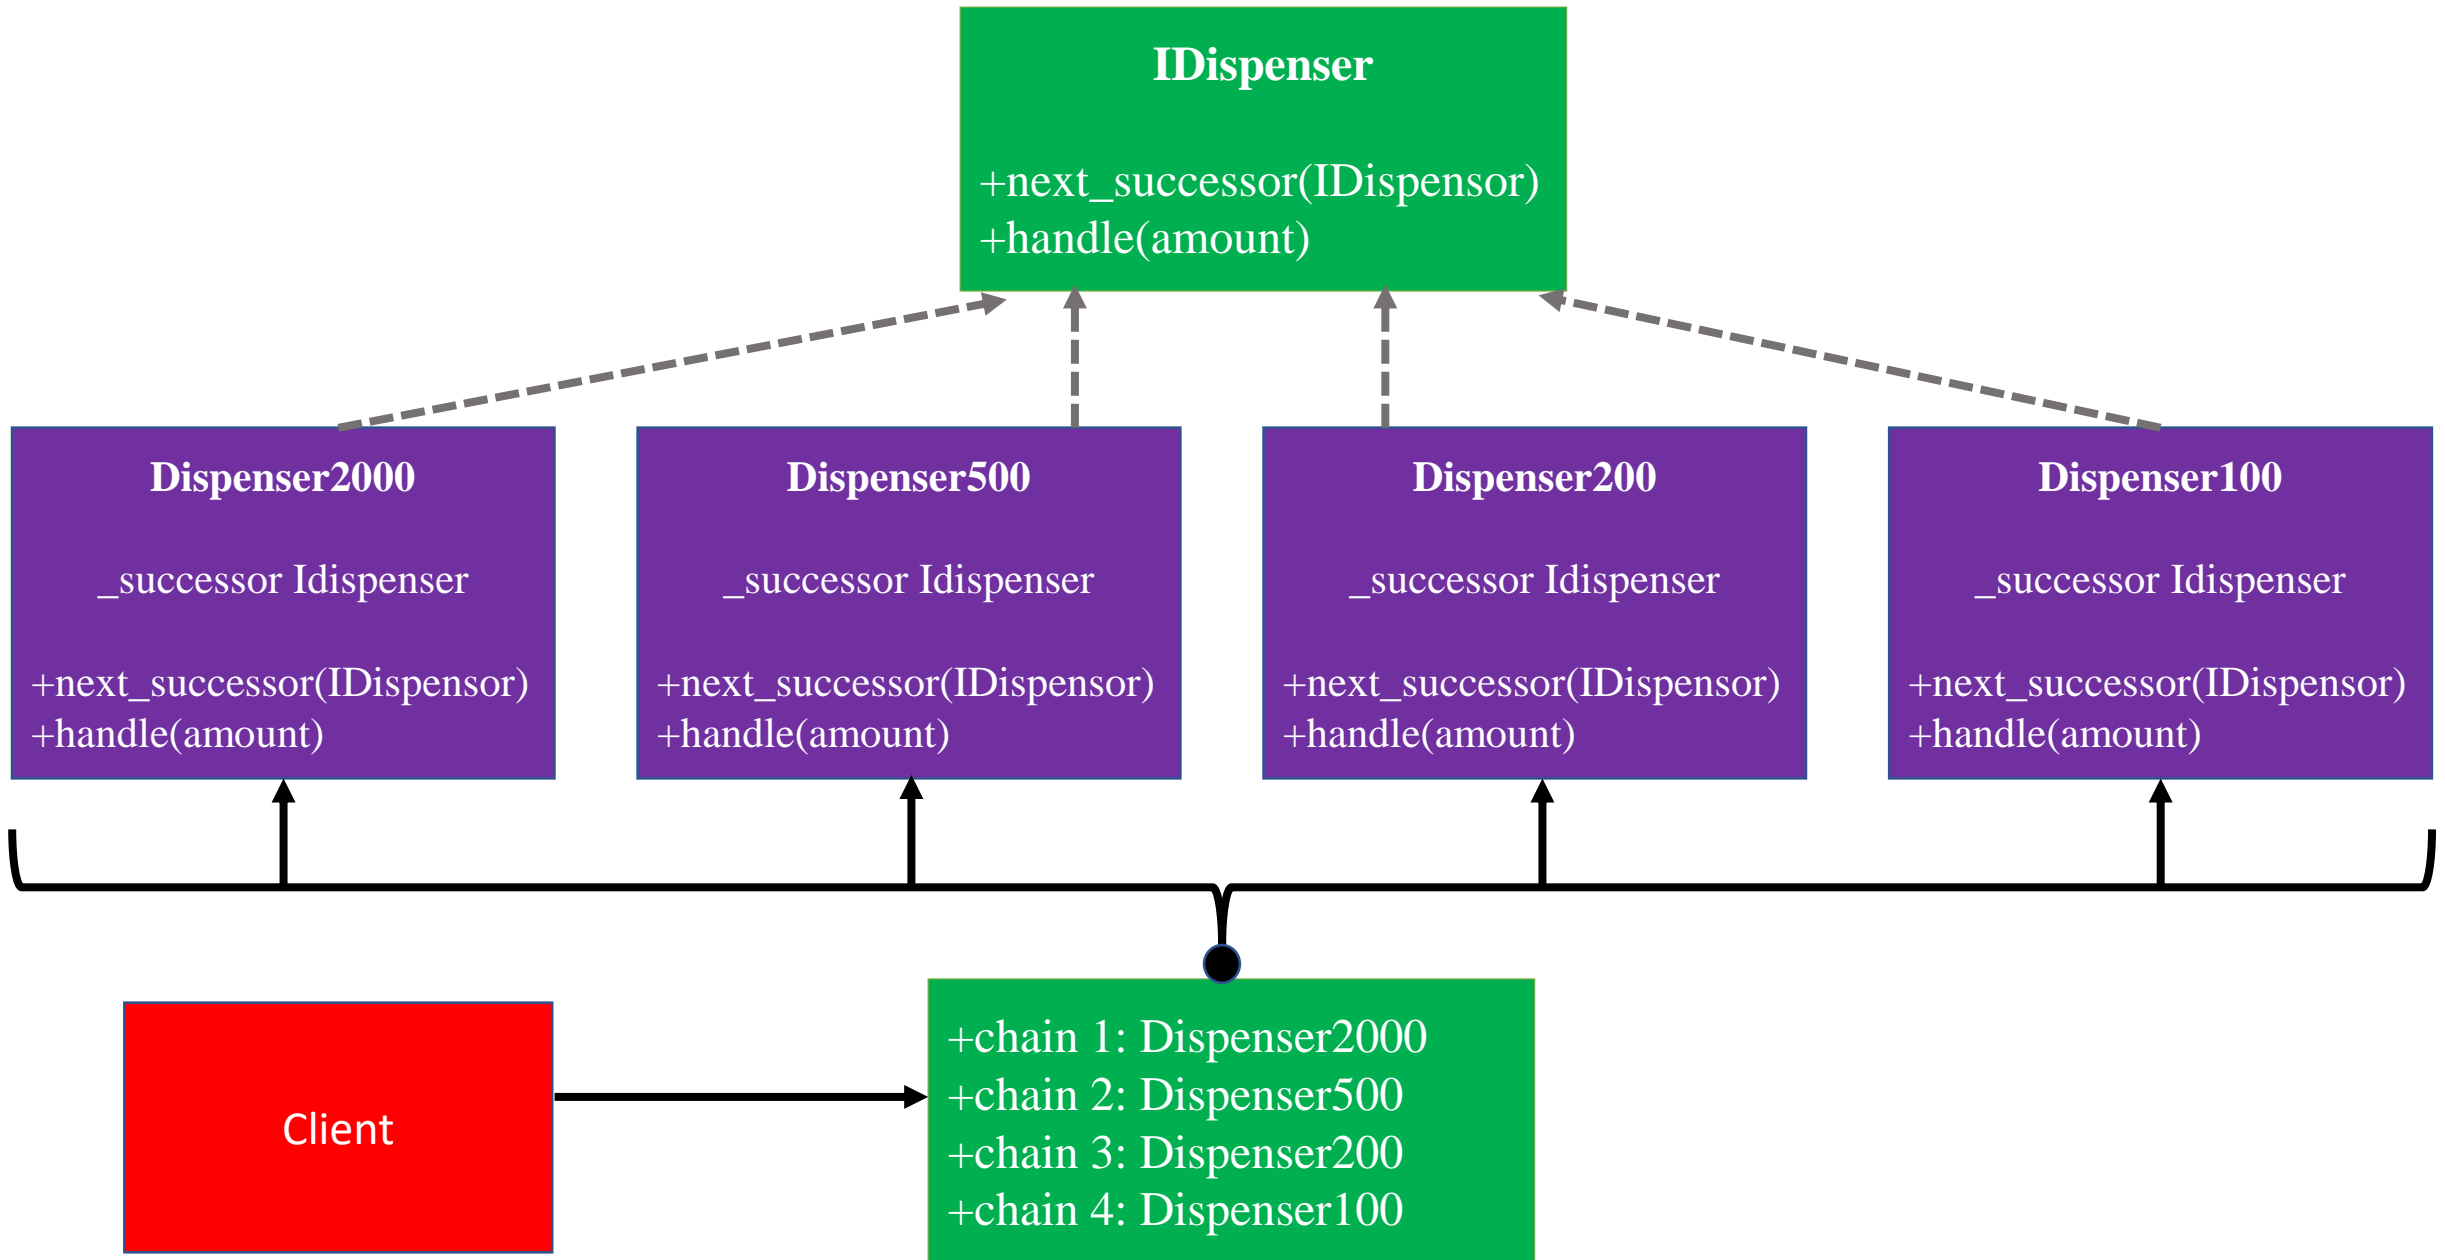 IDispenser
+next_successor(IDispensor)
+handle(amount)
Dispenser2000
_successor Idispenser
+next_successor(IDispensor)
+handle(amount)
Dispenser500
_successor Idispenser
+next_successor(IDispensor)
+handle(amount)
Dispenser200
_successor Idispenser
+next_successor(IDispensor)
+handle(amount)
Dispenser100
_successor Idispenser
+next_successor(IDispensor)
+handle(amount)
Client
+chain 1: Dispenser2000
+chain 2: Dispenser500
+chain 3: Dispenser200
+chain 4: Dispenser100